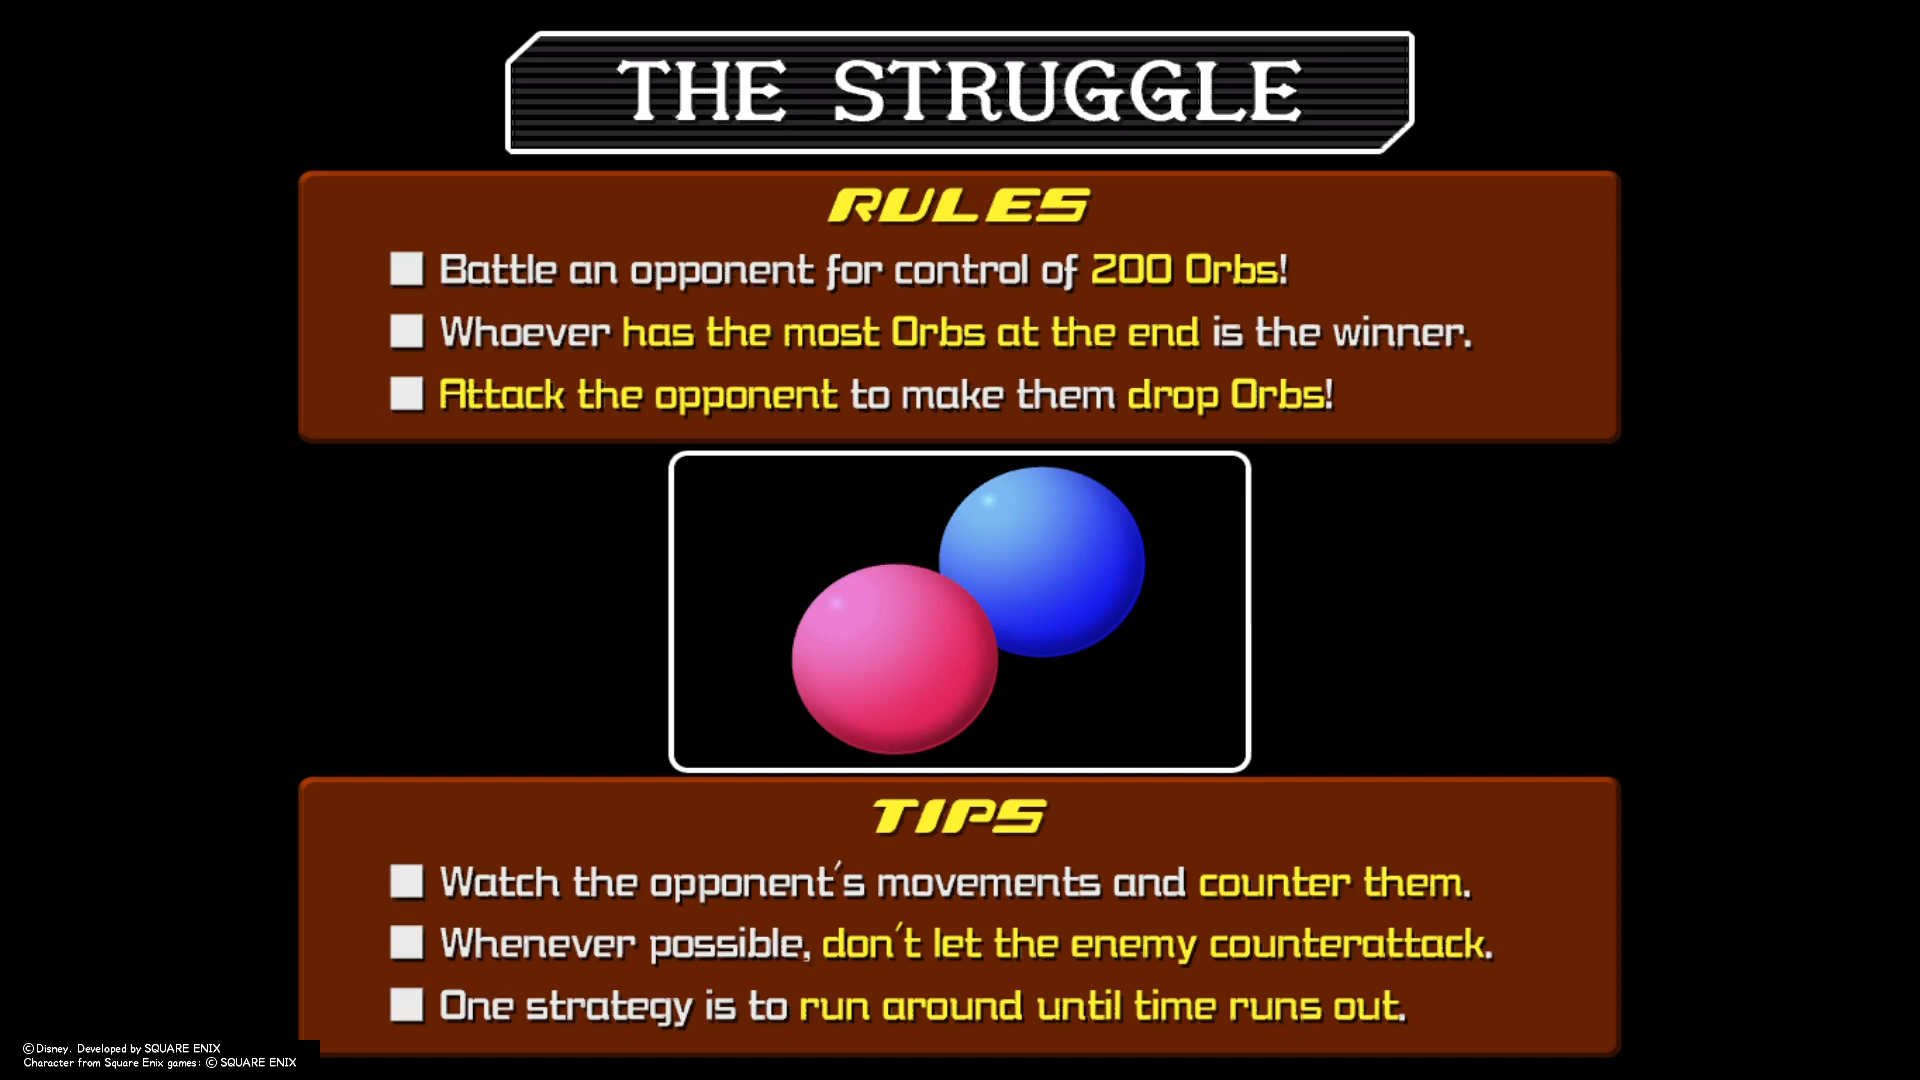 THE STRUGGLE
RULES
Battle an opponent for control of 200 Orbs!
Whoever has the most Orbs at the end is the winner.
Attack the opponent to make them drop Orbs!
TIPS
Watch the opponent's movements and counter them.
Whenever possible, don't let the enemy counterattack.
One strategy is to run around until time runs out.
©Disney. Developed by SQUARE ENIX
Character from Square Enix games: © SQUARE ENIX